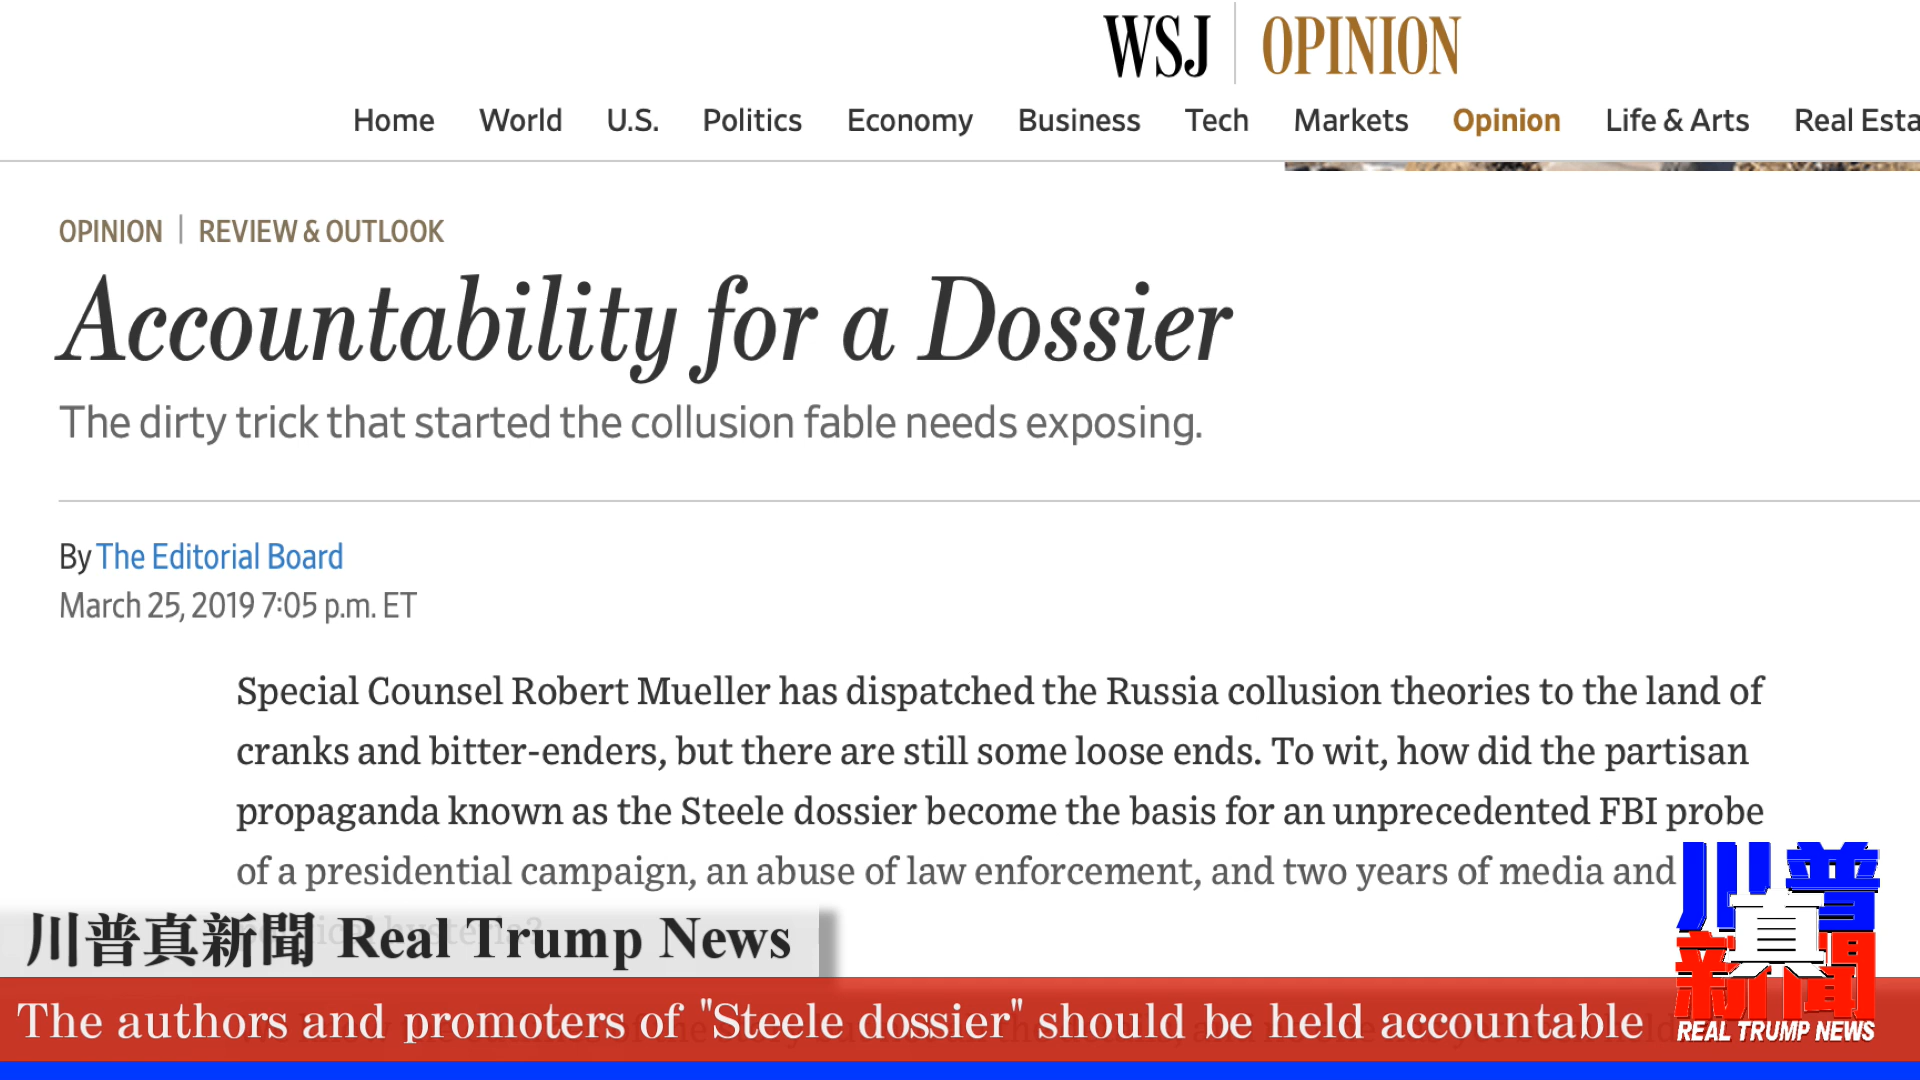 WSJ OPINION
Home World U.S. Politics Economy Business Tech Markets Opinion Life & Arts Real Esta
OPINION | REVIEW & OUTLOOK
Accountability for a Dossier
The dirty trick that started the collusion fable needs exposing.
By The Editorial Board
March 25, 2019 7:05 p.m. ET
Special Counsel Robert Mueller has dispatched the Russia collusion theories to the land of
cranks and bitter-enders, but there are still some loose ends. To wit, how did the partisan
propaganda known as the Steele dossier become the basis for an unprecedented FBI probe
of a presidential campaign, an abuse of law enforcement, and two years of media and
川普真新聞 Real Trump News
The authors and promoters of "Steele dossier" should be held accountable
川普
真
新聞
REAL TRUMP NEWS